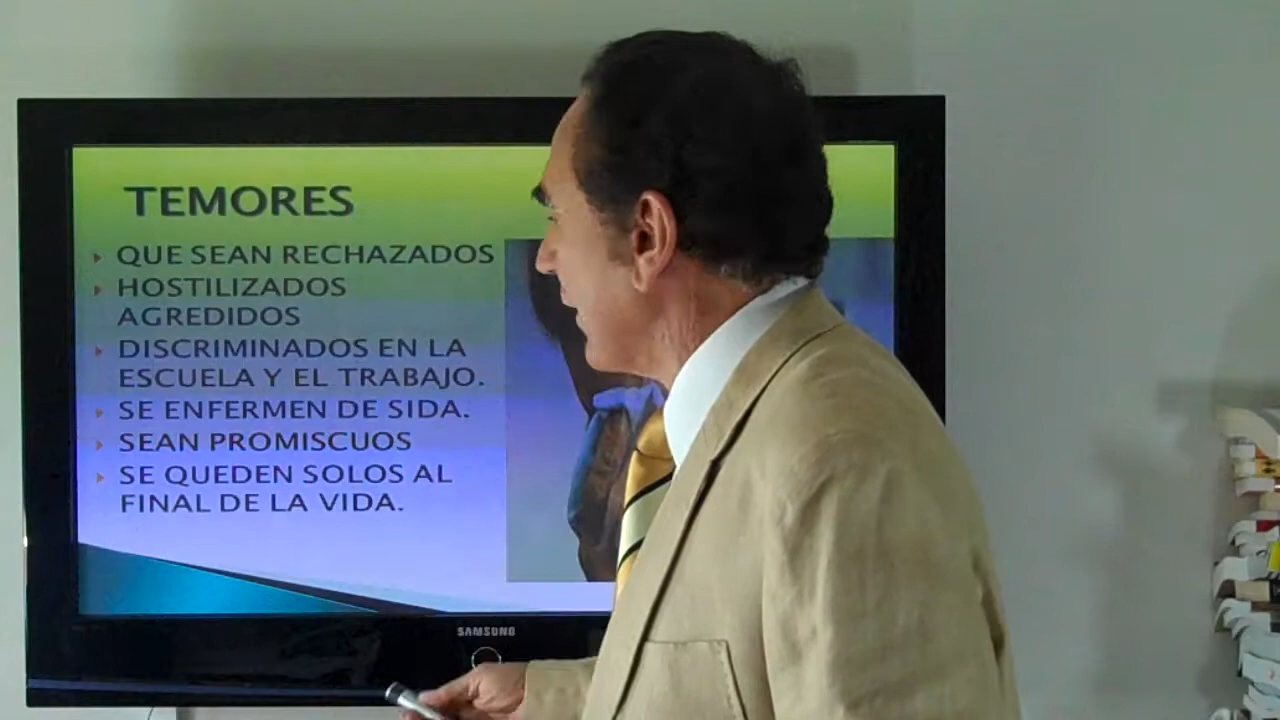 TEMORES
QUE SEAN RECHAZADOS
HOSTILIZADOS
AGREDIDOS
DISCRIMINADOS EN LA
ESCUELA Y EL TRABAJO.
SE ENFERMEN DE SIDA.
SEAN PROMISCUOS
SE QUEDEN SOLOS AL
FINAL DE LA VIDA.
SAMSUNG